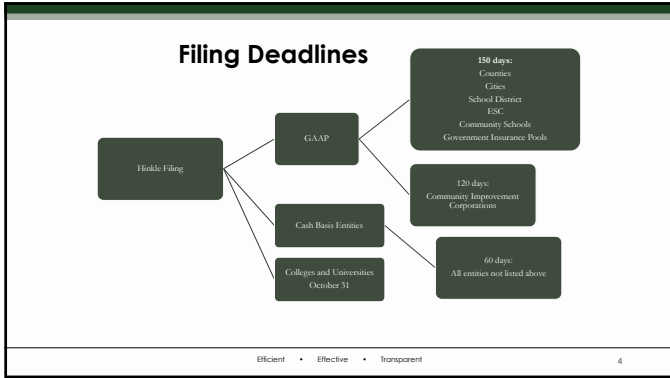 Filing Deadlines
Hinkle Filing
GAAP
150 days:
Counties
Cities
School District
ESC
Community Schools
Government Insurance Pools
120 days:
Community Improvement
Corporations
Cash Basis Entities
60 days:
All entities not listed above
Colleges and Universities
October 31
Efficient • Effective • Transparent
4